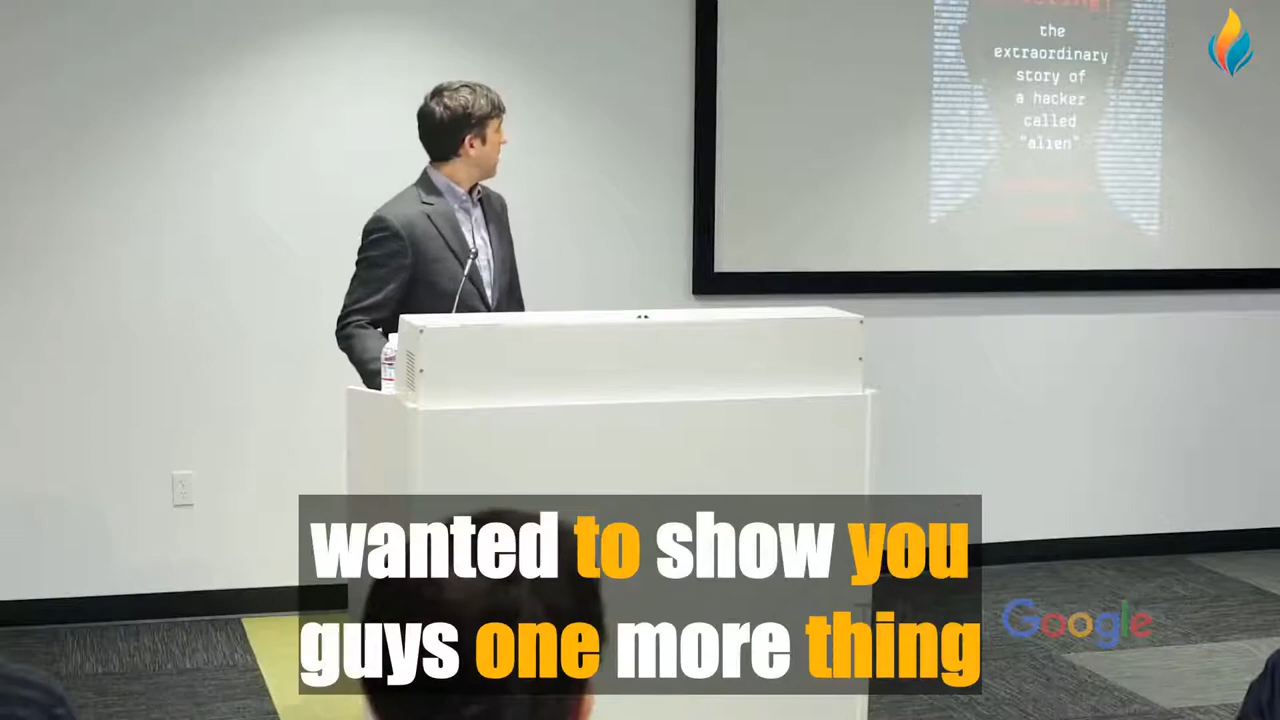 the
extraordinary
story of
a hacker
called
"alien"
wanted to show you
guys one more thing
Google